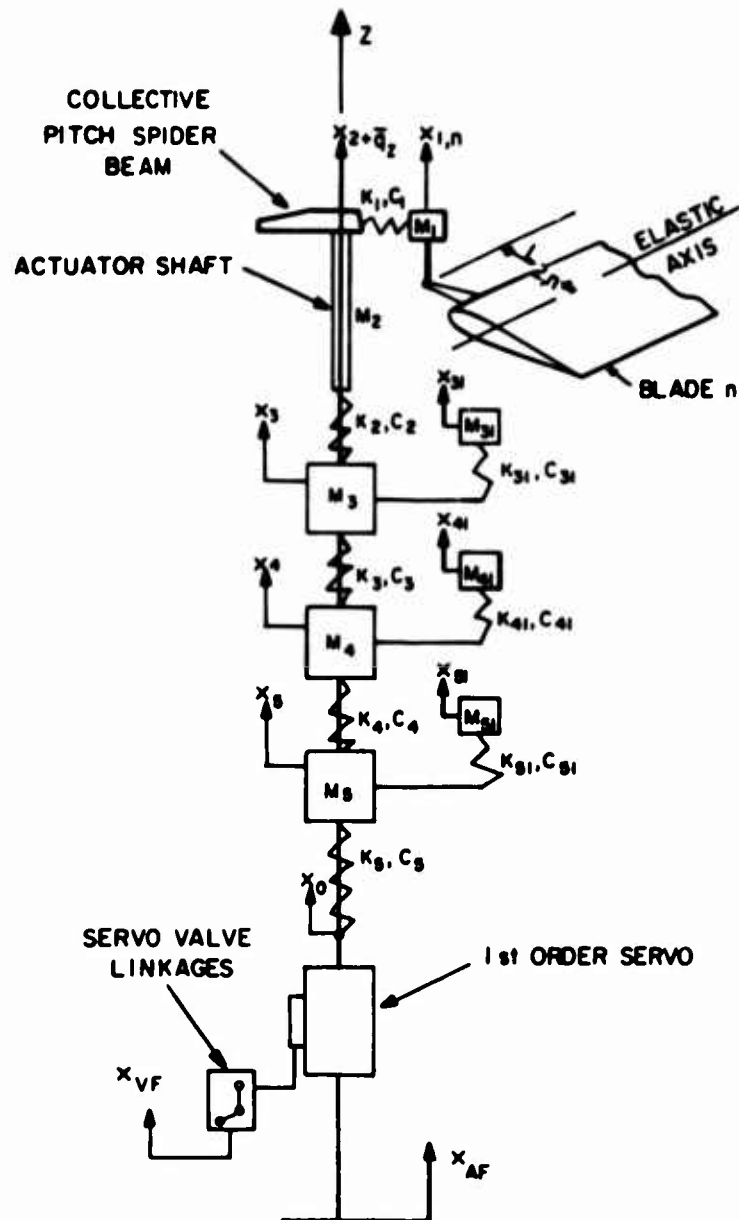 Z
COLLECTIVE
PITCH SPIDER
BEAM
X2+q̄z
X1,n
K1, C1
M1
ELASTIC
AXIS
ACTUATOR SHAFT
M2
BLADE n
X31
X3
K2, C2
M31
K31, C31
M3
X41
X4
K3, C3
M51
K41, C41
M4
X51
X5
K4, C4
M51
K51, C51
M5
K5, C5
X0
SERVO VALVE
LINKAGES
1st ORDER SERVO
XVF
XAF